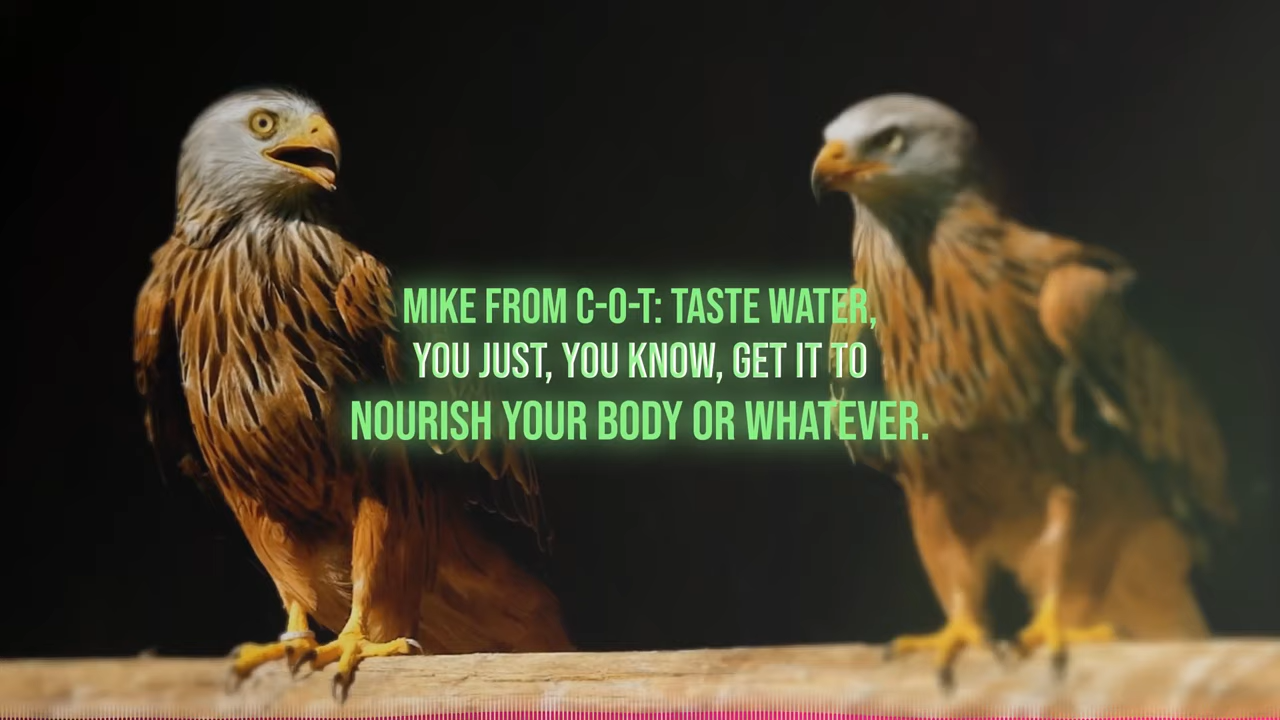 MIKE FROM C-O-T: TASTE WATER,
YOU JUST, YOU KNOW, GET IT TO
NOURISH YOUR BODY OR WHATEVER.